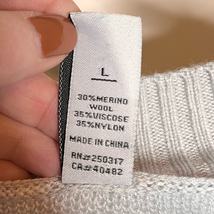 L
30%MERINO
WOOL
35%VISCOSE
35%NYLON
MADE IN CHINA
RN#250317
CA#40482